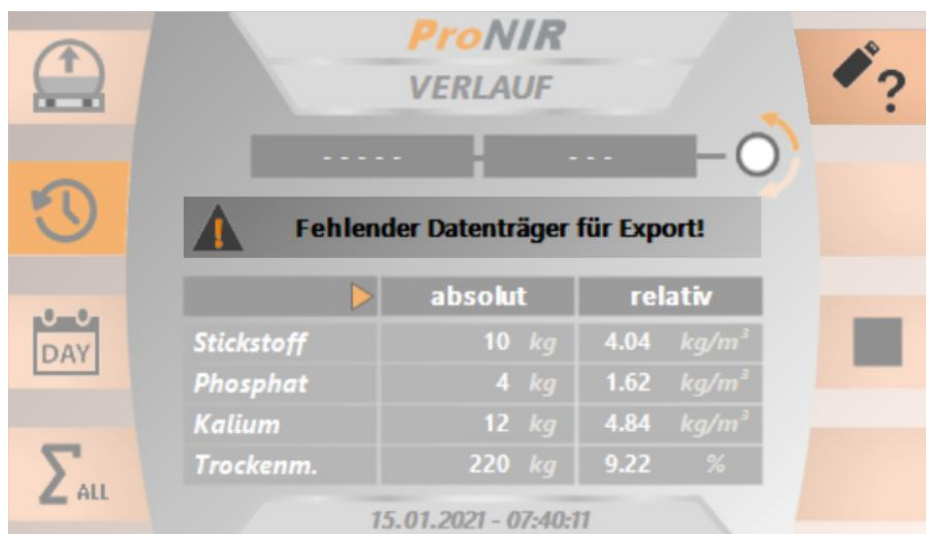 ProNIR
VERLAUF
- - - - -   - - -
?
Fehlender Datenträger für Export!
absolut relativ
DAY
Stickstoff 10 kg 4.04 kg/m³
Phosphat 4 kg 1.62 kg/m³
Kalium 12 kg 4.84 kg/m³
Trockenm. 220 kg 9.22 %
Σ ALL
15.01.2021 - 07:40:11